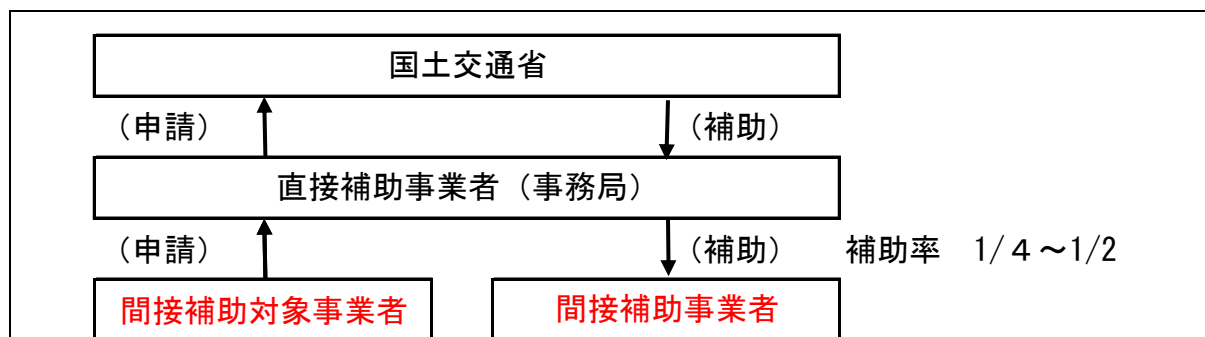 国土交通省
（申請） （補助）
直接補助事業者（事務局）
（申請） （補助） 補助率 1/４～1/2
間接補助対象事業者 間接補助事業者